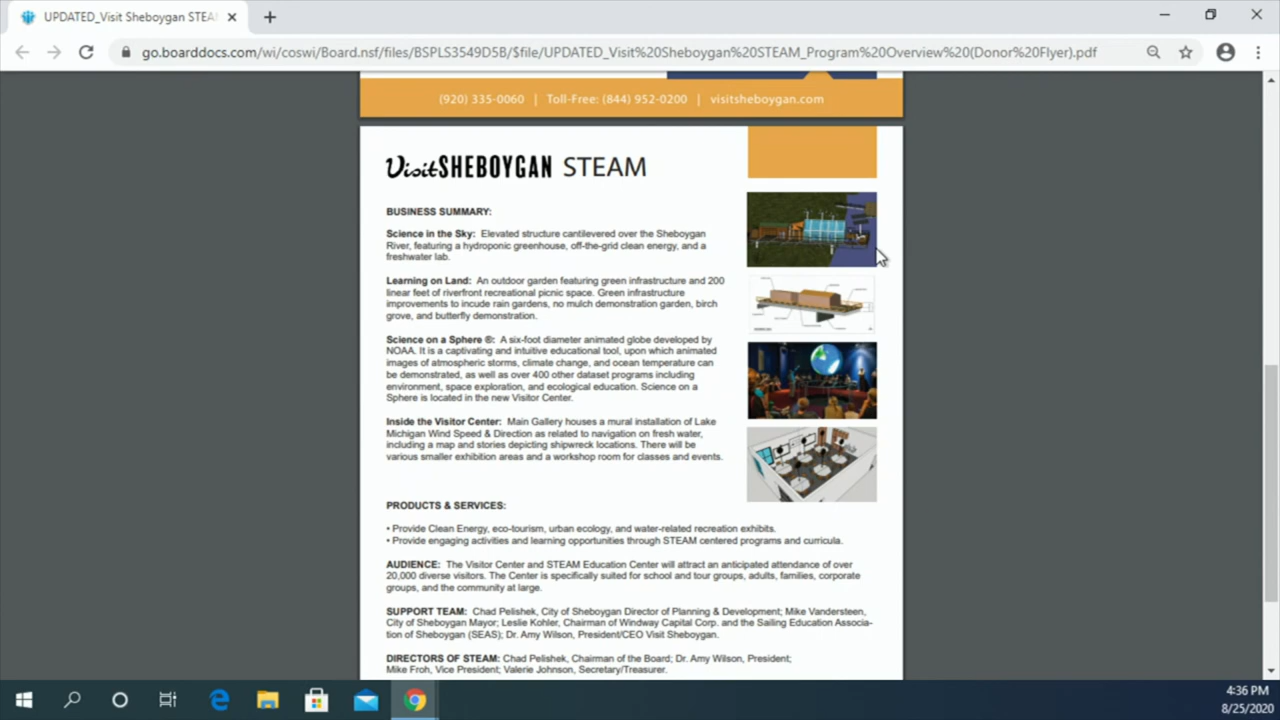 UPDATED_Visit Sheboygan STEA
go.boarddocs.com/wi/coswi/Board.nsf/files/BSPLS3549D5B/$file/UPDATED_Visit%20Sheboygan%20STEAM_Program%20Overview%20(Donor%20Flyer).pdf
(920) 335-0060 | Toll-Free: (844) 952-0200 | visitsheboygan.com
Visit SHEBOYGAN STEAM
BUSINESS SUMMARY:
Science in the Sky: Elevated structure cantilevered over the Sheboygan
River, featuring a hydroponic greenhouse, off-the-grid clean energy, and a
freshwater lab.
Learning on Land: An outdoor garden featuring green infrastructure and 200
linear feet of riverfront recreational picnic space. Green infrastructure
improvements to incude rain gardens, no mulch demonstration garden, birch
grove, and butterfly demonstration.
Science on a Sphere ®: A six-foot diameter animated globe developed by
NOAA. It is a captivating and intuitive educational tool, upon which animated
images of atmospheric storms, climate change, and ocean temperature can
be demonstrated, as well as over 400 other dataset programs including
environment, space exploration, and ecological education. Science on a
Sphere is located in the new Visitor Center.
Inside the Visitor Center: Main Gallery houses a mural installation of Lake
Michigan Wind Speed & Direction as related to navigation on fresh water,
including a map and stories depicting shipwreck locations. There will be
various smaller exhibition areas and a workshop room for classes and events.
PRODUCTS & SERVICES:
• Provide Clean Energy, eco-tourism, urban ecology, and water-related recreation exhibits.
• Provide engaging activities and learning opportunities through STEAM centered programs and curricula.
AUDIENCE: The Visitor Center and STEAM Education Center will attract an anticipated attendance of over
20,000 diverse visitors. The Center is specifically suited for school and tour groups, adults, families, corporate
groups, and the community at large.
SUPPORT TEAM: Chad Pelishek, City of Sheboygan Director of Planning & Development; Mike Vandersteen,
City of Sheboygan Mayor; Leslie Kohler, Chairman of Windway Capital Corp. and the Sailing Education Associa-
tion of Sheboygan (SEAS); Dr. Amy Wilson, President/CEO Visit Sheboygan.
DIRECTORS OF STEAM: Chad Pelishek, Chairman of the Board; Dr. Amy Wilson, President;
Mike Froh, Vice President; Valerie Johnson, Secretary/Treasurer.
4:36 PM
8/25/2020